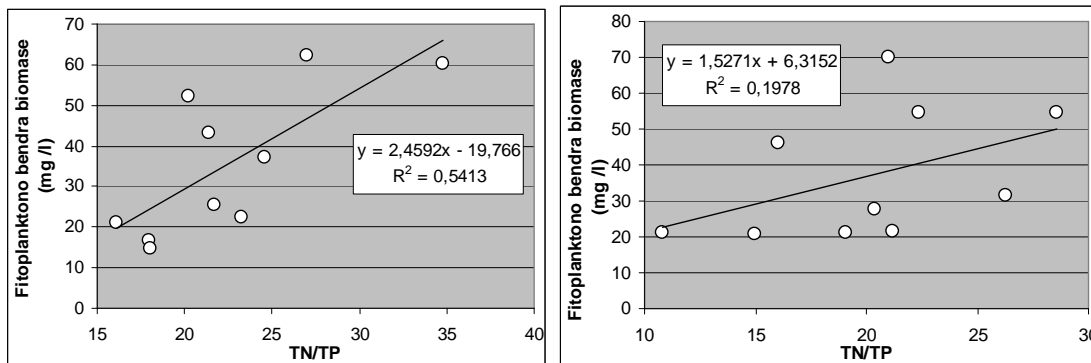 Fitoplanktono bendra biomase
(mg /l)
70
60
50
40
30
20
10
0
y = 2,4592x - 19,766
R² = 0,5413
15 20 25 30 35 40
TN/TP
Fitoplanktono bendra biomase
(mg /l)
80
70
60
50
40
30
20
10
0
y = 1,5271x + 6,3152
R² = 0,1978
10 15 20 25 30
TN/TP